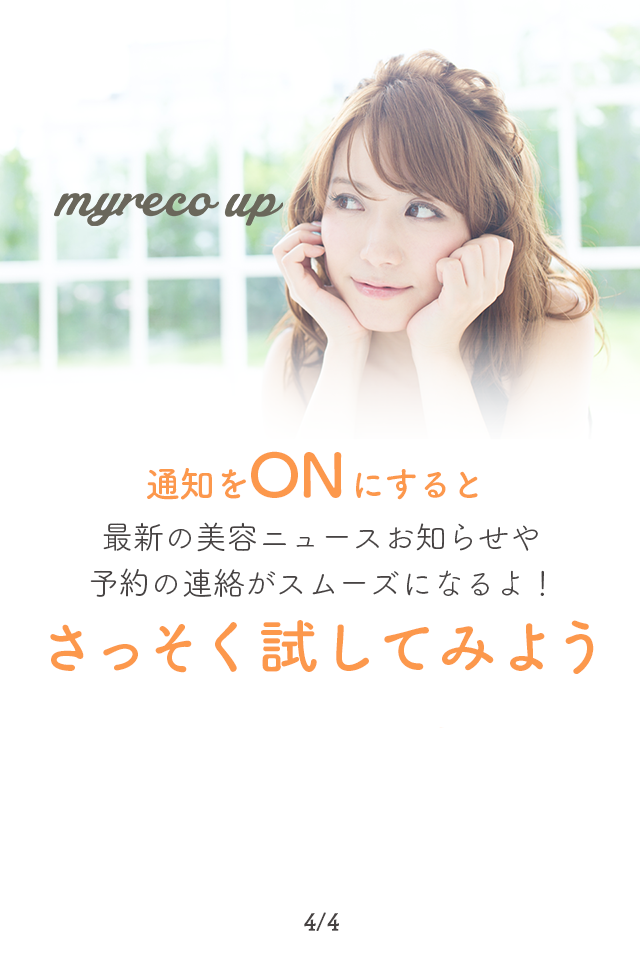 myreco up
通知をONにすると
最新の美容ニュースお知らせや
予約の連絡がスムーズになるよ！
さっそく試してみよう
4/4